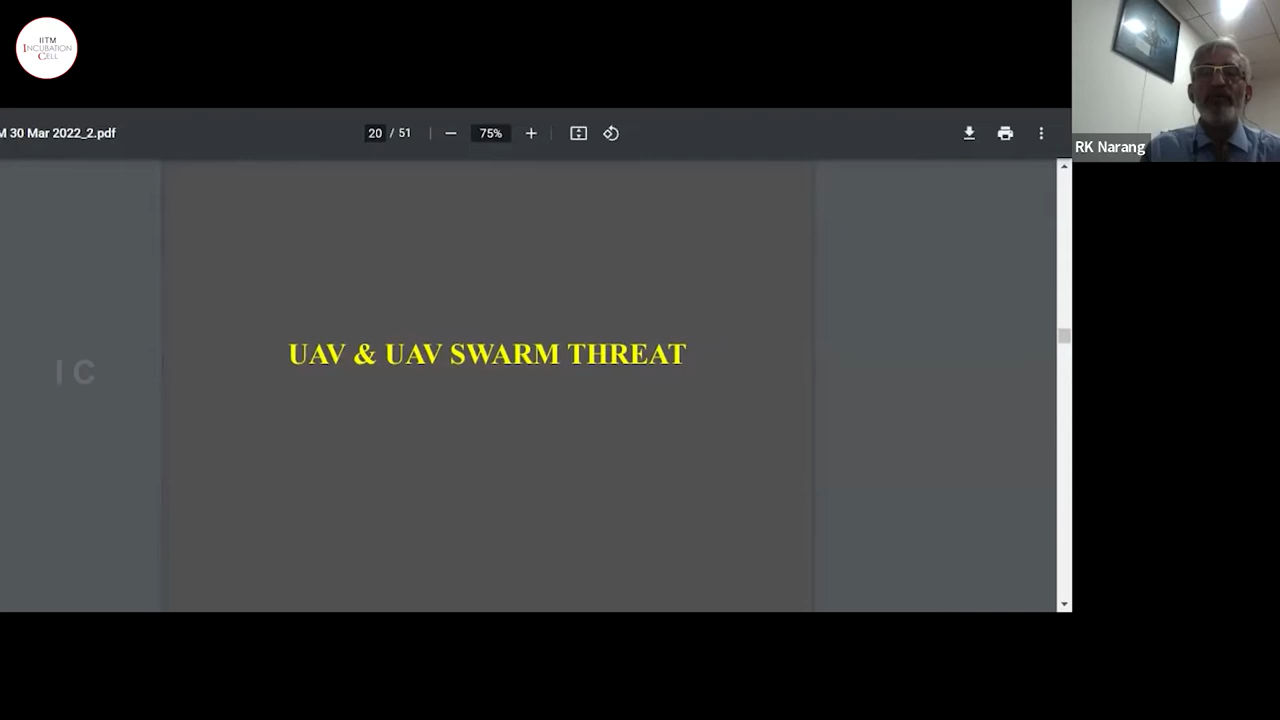 IITM
INCUBATION
CELL
M 30 Mar 2022_2.pdf
20 / 51
75%
RK Narang
I C
UAV & UAV SWARM THREAT